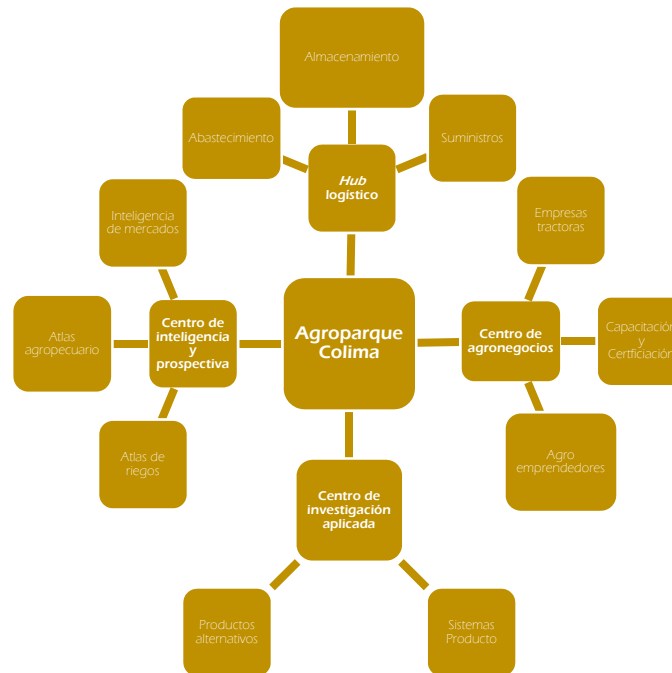 Almacenamiento
Abastecimiento
Suministros
Hub
logístico
Inteligencia
de mercados
Empresas
tractoras
Atlas
agropecuario
Centro de
inteligencia
y
prospectiva
Agroparque
Colima
Centro de
agronegocios
Capacitación
y
Certficiación
Atlas de
riegos
Agro
emprendedores
Centro de
investigación
aplicada
Productos
alternativos
Sistemas
Producto